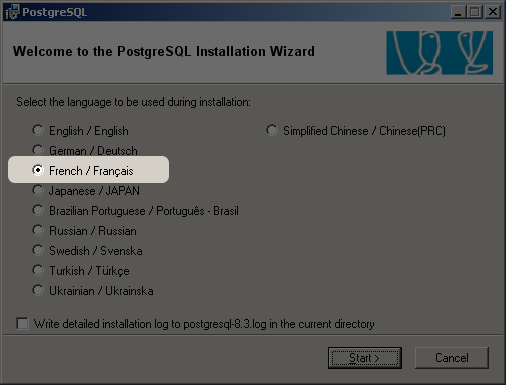 PostgreSQL
Welcome to the PostgreSQL Installation Wizard
Select the language to be used during installation:
English / English
Simplified Chinese / Chinese(PRC)
German / Deutsch
French / Français
Japanese / JAPAN
Brazilian Portuguese / Português - Brasil
Russian / Russian
Swedish / Svenska
Turkish / Türkçe
Ukrainian / Ukrainska
Write detailed installation log to postgresql-8.3.log in the current directory
Start >
Cancel